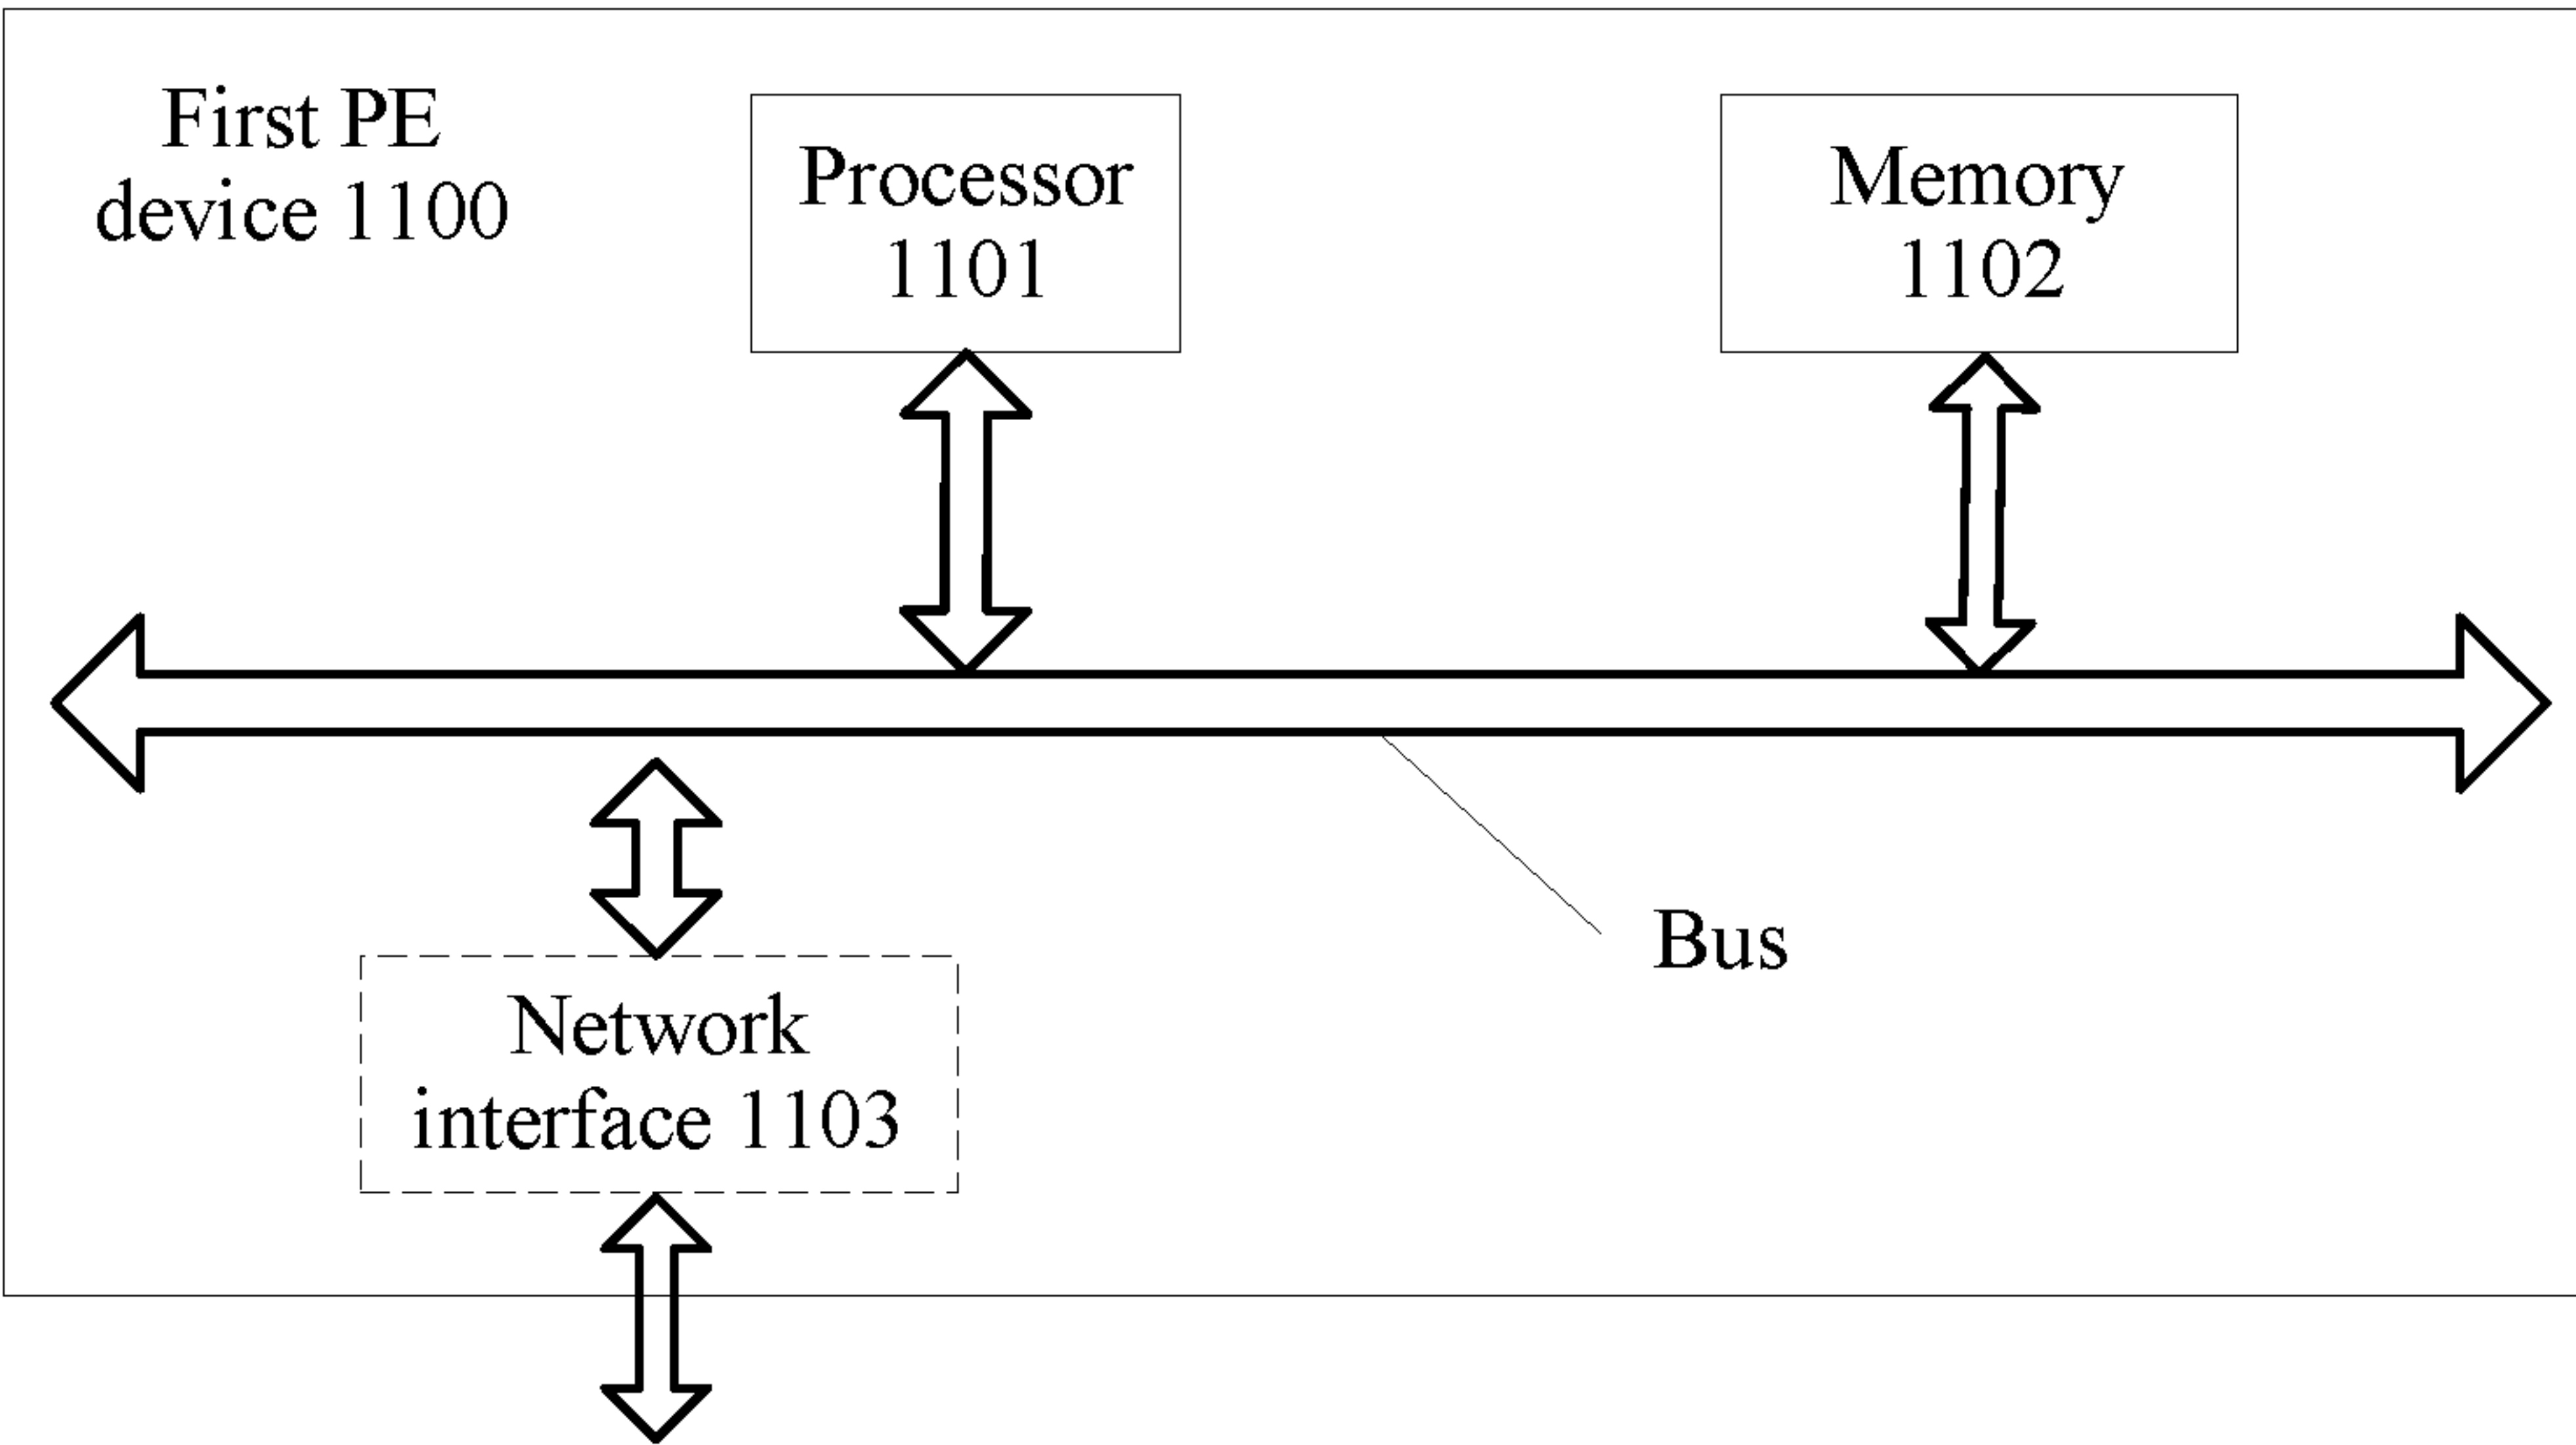 First PE
device 1100
Processor
1101
Memory
1102
Bus
Network
interface 1103